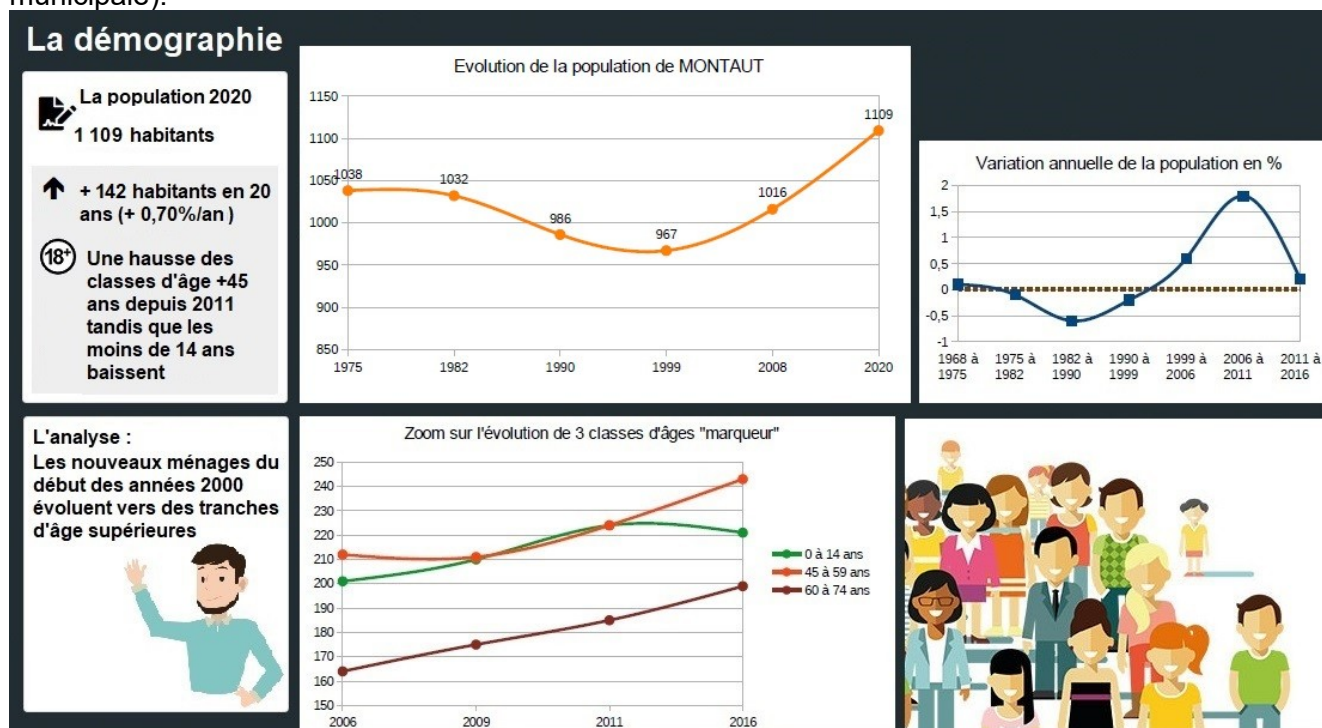 municipale).
La démographie
La population 2020
1 109 habitants
+ 142 habitants en 20
ans (+ 0,70%/an )
18+
Une hausse des
classes d'âge +45
ans depuis 2011
tandis que les
moins de 14 ans
baissent
Evolution de la population de MONTAUT
1150
1100
1050
1000
950
900
850
1038
1032
986
967
1016
1109
1975
1982
1990
1999
2008
2020
Variation annuelle de la population en %
2
1,5
1
0,5
0
-0,5
-1
1968 à
1975
1975 à
1982
1982 à
1990
1990 à
1999
1999 à
2006
2006 à
2011
2011 à
2016
L'analyse :
Les nouveaux ménages du
début des années 2000
évoluent vers des tranches
d'âge supérieures
Zoom sur l'évolution de 3 classes d'âges "marqueur"
250
240
230
220
210
200
190
180
170
160
150
2006
2009
2011
2016
0 à 14 ans
45 à 59 ans
60 à 74 ans